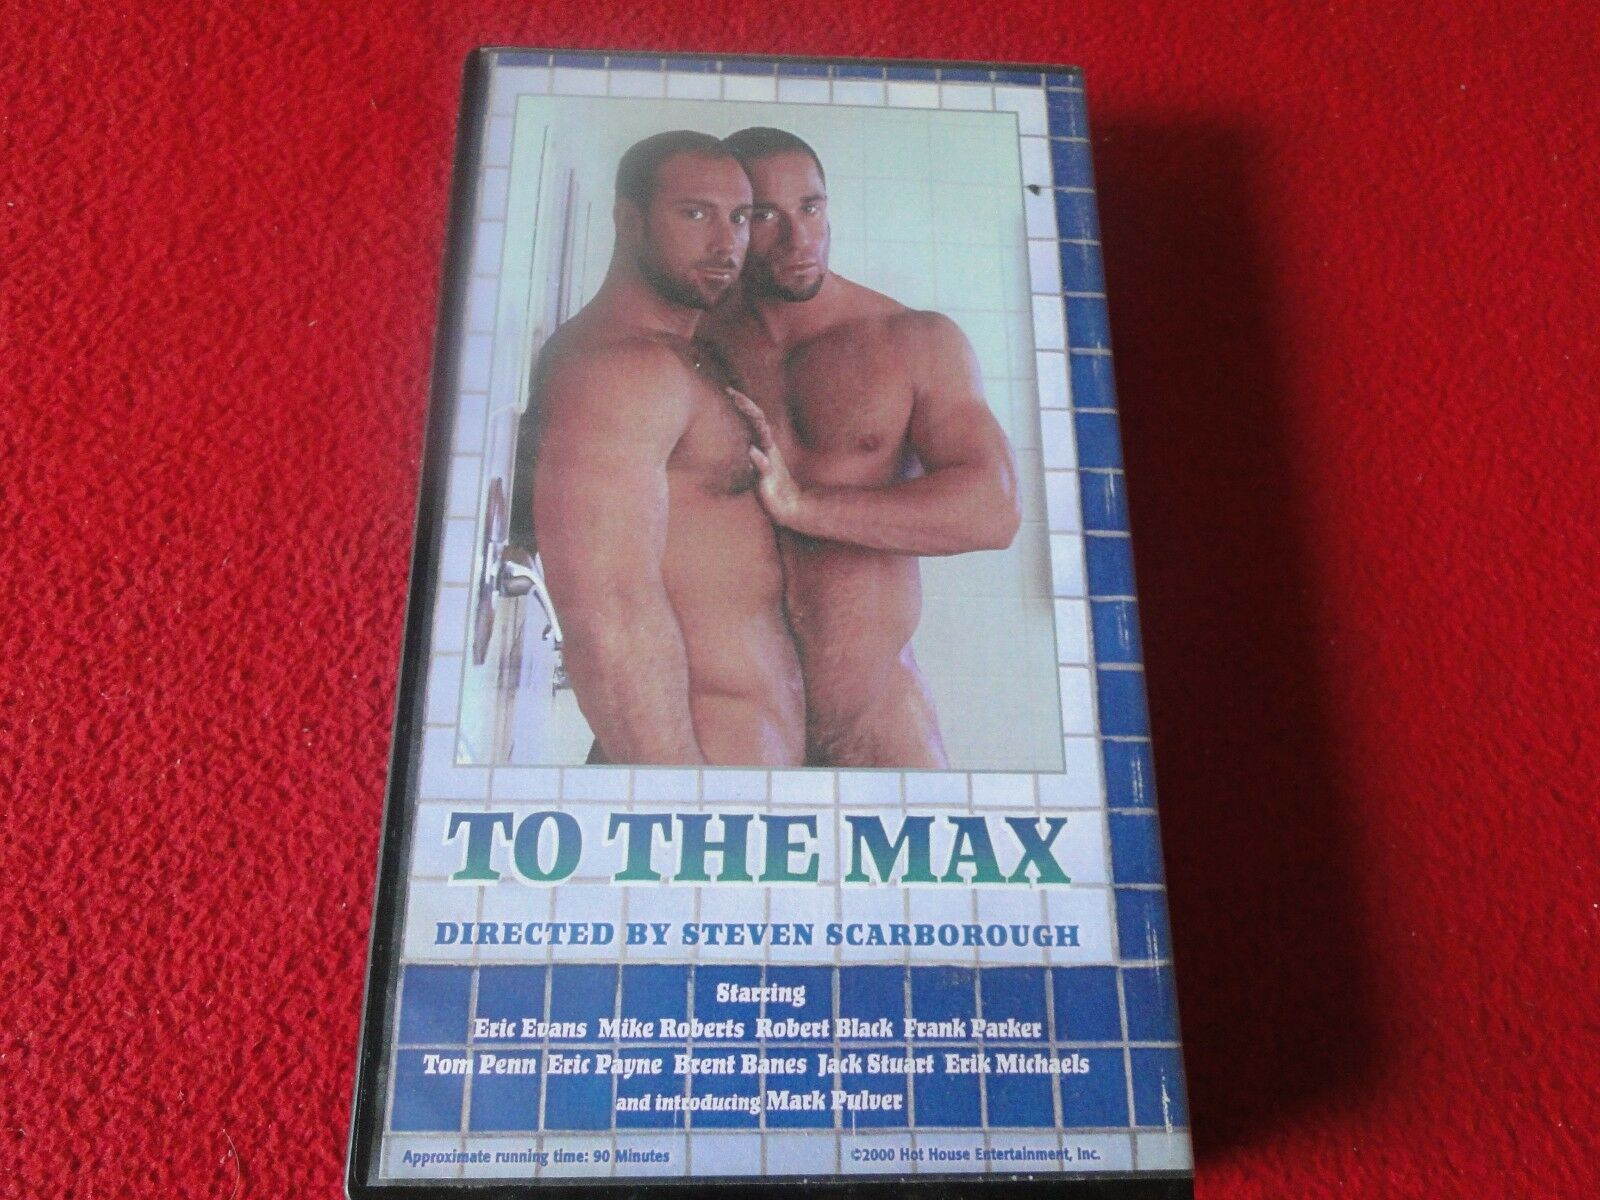 TO THE MAX
DIRECTED BY STEVEN SCARBOROUGH
Starring
Eric Evans Mike Roberts Robert Black Frank Parker
Tom Penn Eric Payne Brent Banes Jack Stuart Erik Michaels
and introducing Mark Pulver
Approximate running time: 90 Minutes
©2000 Hot House Entertainment, Inc.